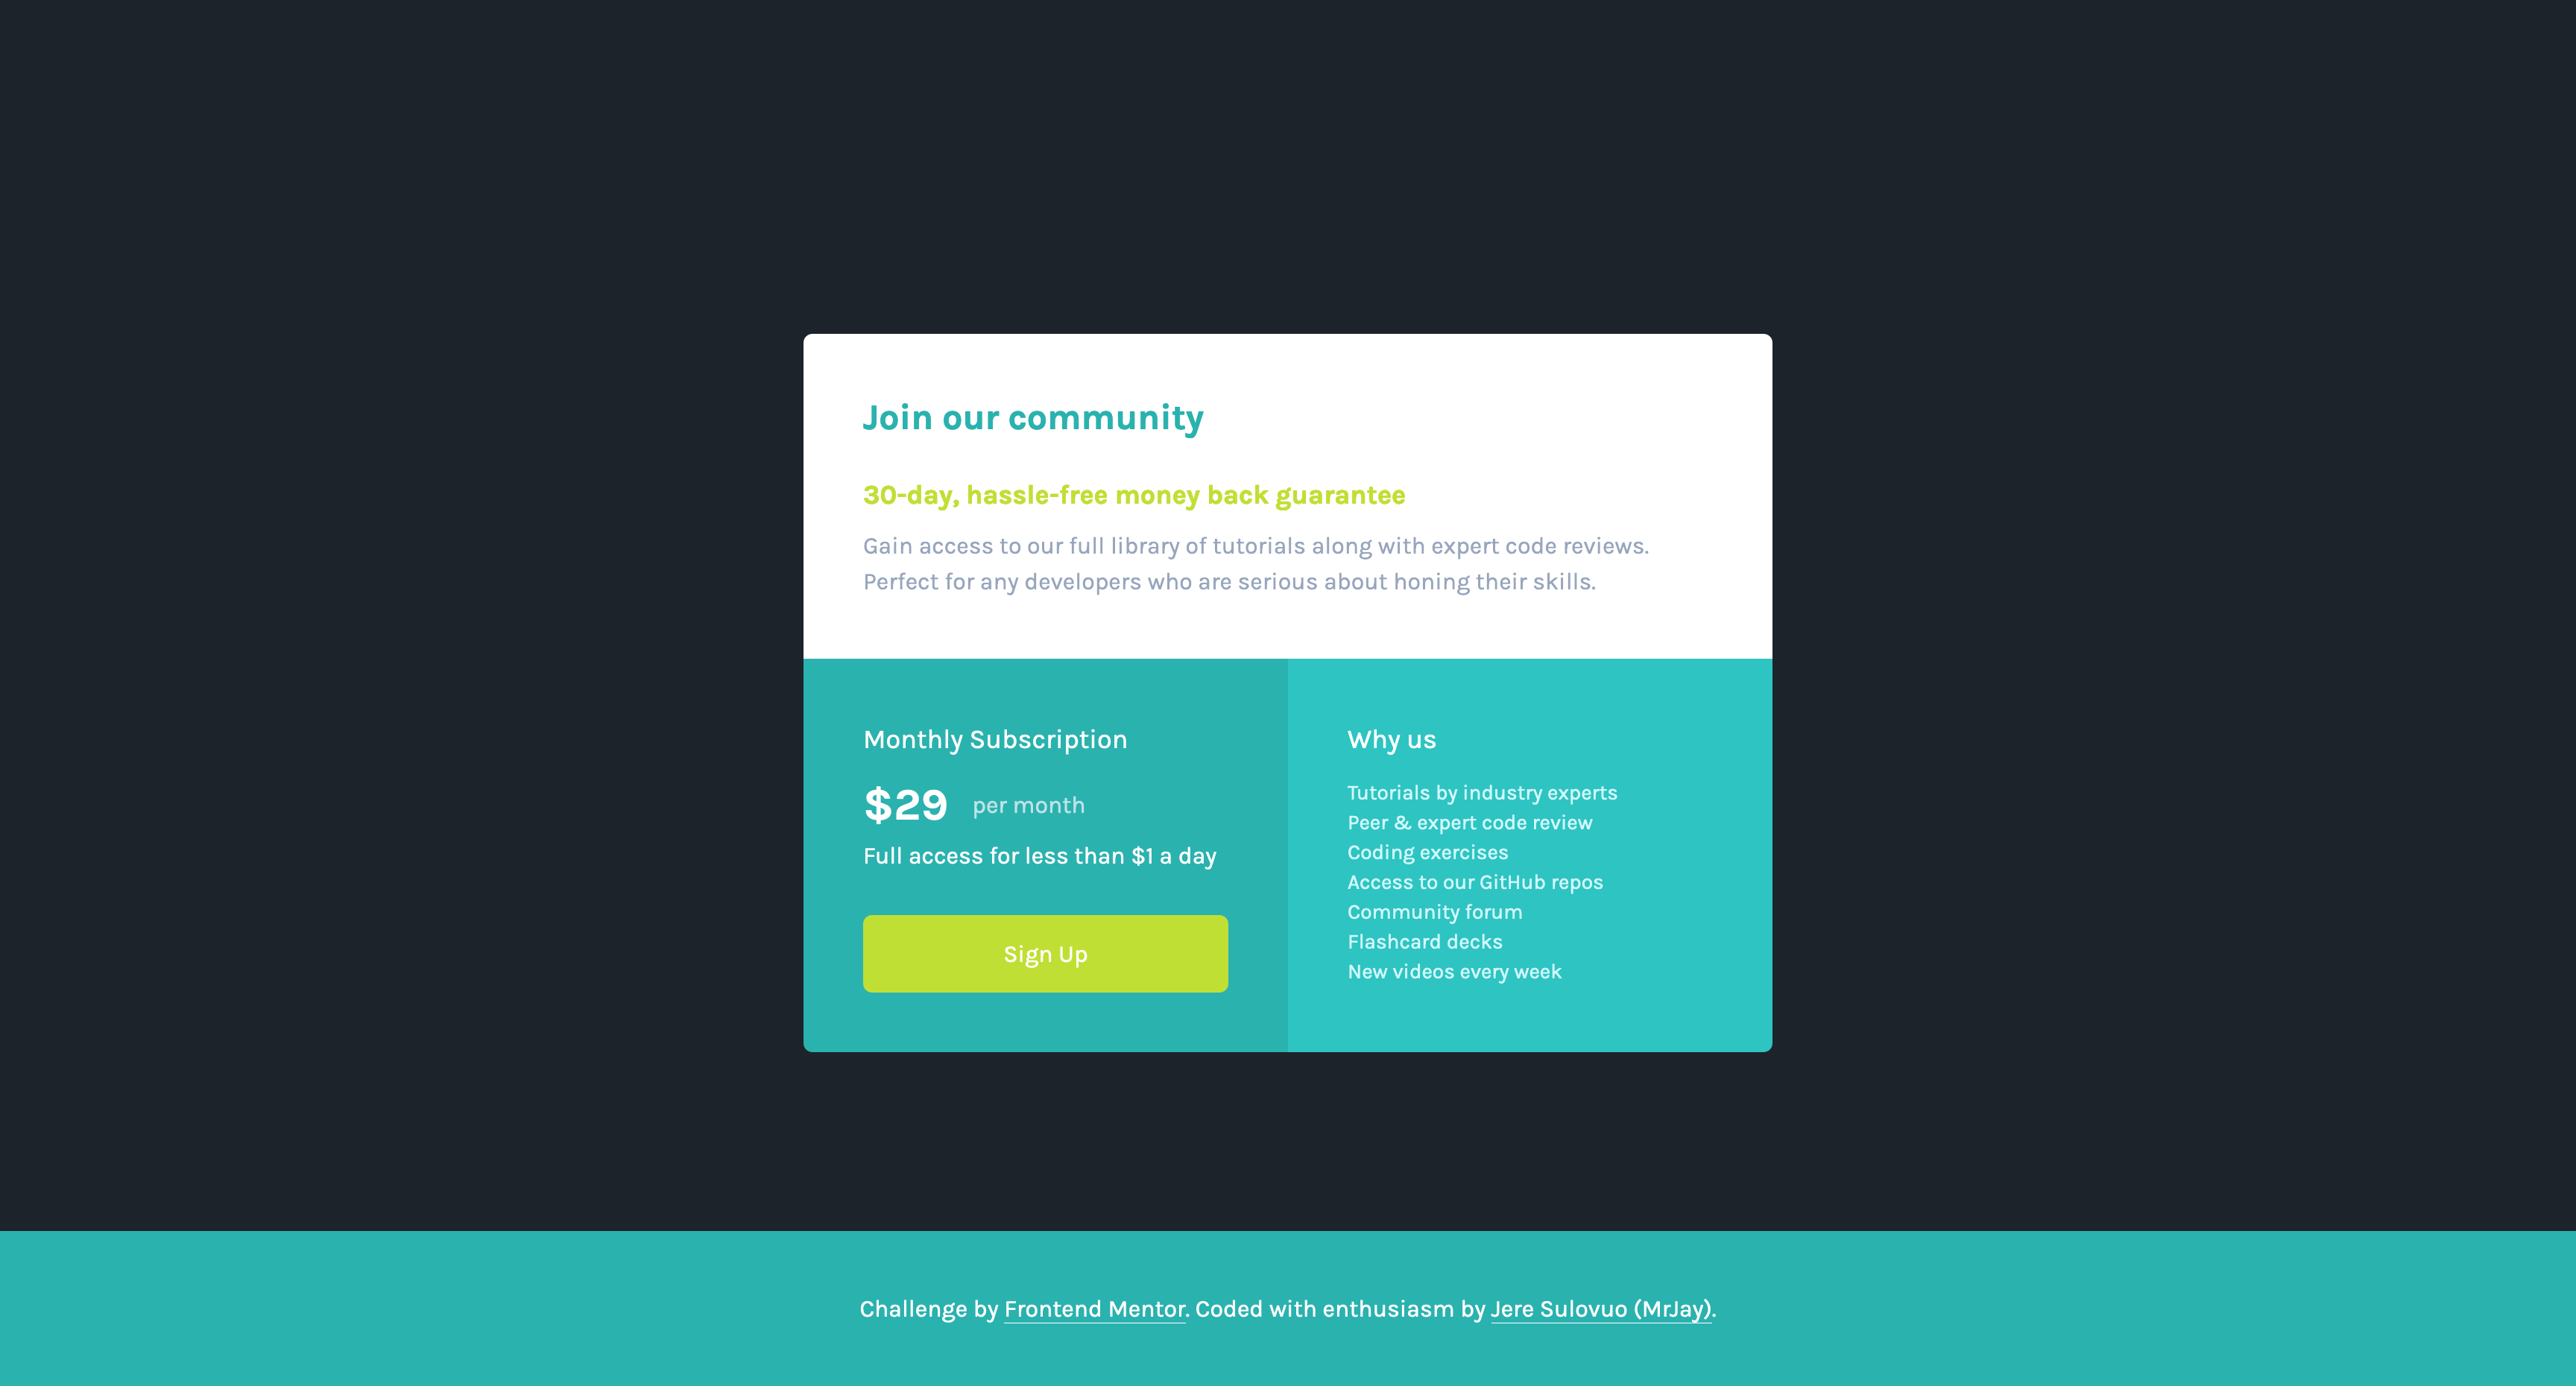 Join our community
30-day, hassle-free money back guarantee
Gain access to our full library of tutorials along with expert code reviews.
Perfect for any developers who are serious about honing their skills.
Monthly Subscription
$29 per month
Full access for less than $1 a day
Sign Up
Why us
Tutorials by industry experts
Peer & expert code review
Coding exercises
Access to our GitHub repos
Community forum
Flashcard decks
New videos every week
Challenge by Frontend Mentor. Coded with enthusiasm by Jere Sulovuo (MrJay).